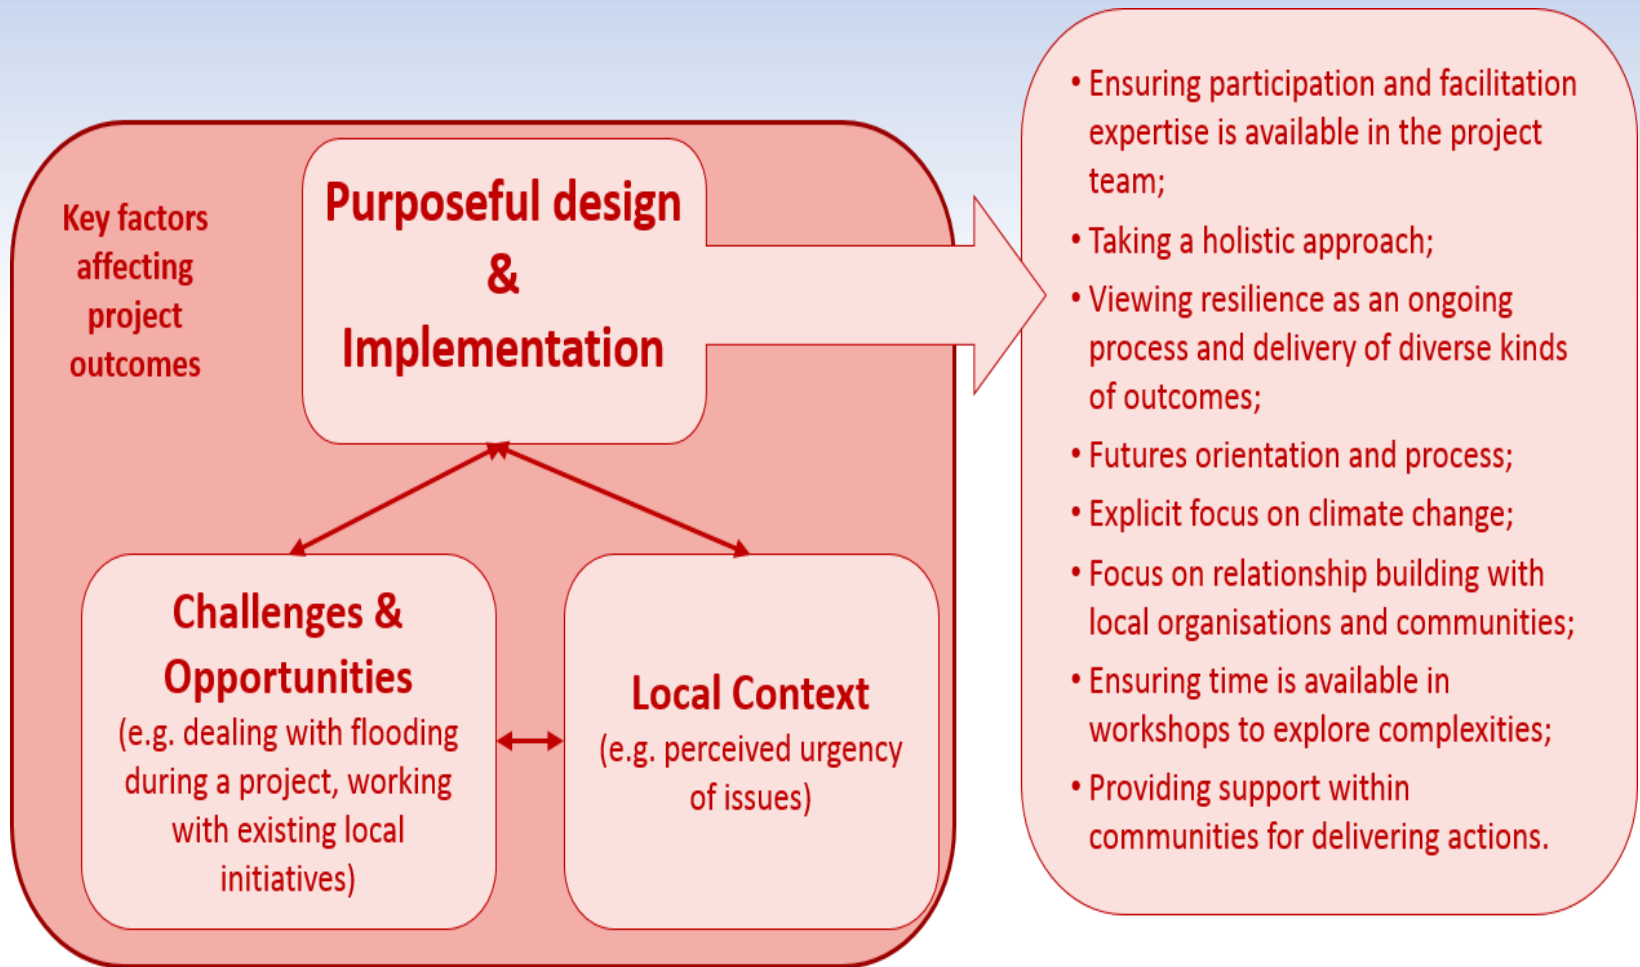 Key factors
affecting
project
outcomes
Purposeful design
&
Implementation
Challenges &
Opportunities
(e.g. dealing with flooding
during a project, working
with existing local
initiatives)
Local Context
(e.g. perceived urgency
of issues)
• Ensuring participation and facilitation
expertise is available in the project
team;
• Taking a holistic approach;
• Viewing resilience as an ongoing
process and delivery of diverse kinds
of outcomes;
• Futures orientation and process;
• Explicit focus on climate change;
• Focus on relationship building with
local organisations and communities;
• Ensuring time is available in
workshops to explore complexities;
• Providing support within
communities for delivering actions.